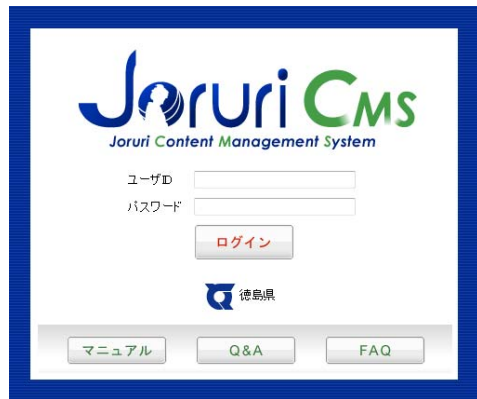 Joruri CMS
Joruri Content Management System
ユーザID
パスワード
ログイン
徳島県
マニュアル Q&A FAQ